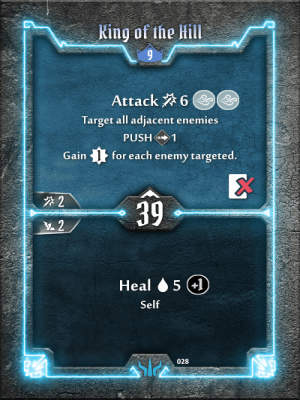 King of the Hill
9
Attack 6
Target all adjacent enemies
PUSH 1
Gain 1 for each enemy targeted.
2
39
2
Heal 5 +1
Self
028